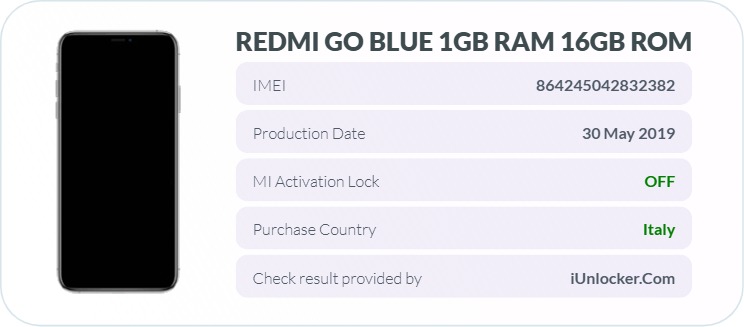 REDMI GO BLUE 1GB RAM 16GB ROM
IMEI 864245042832382
Production Date 30 May 2019
MI Activation Lock OFF
Purchase Country Italy
Check result provided by iUnlocker.Com